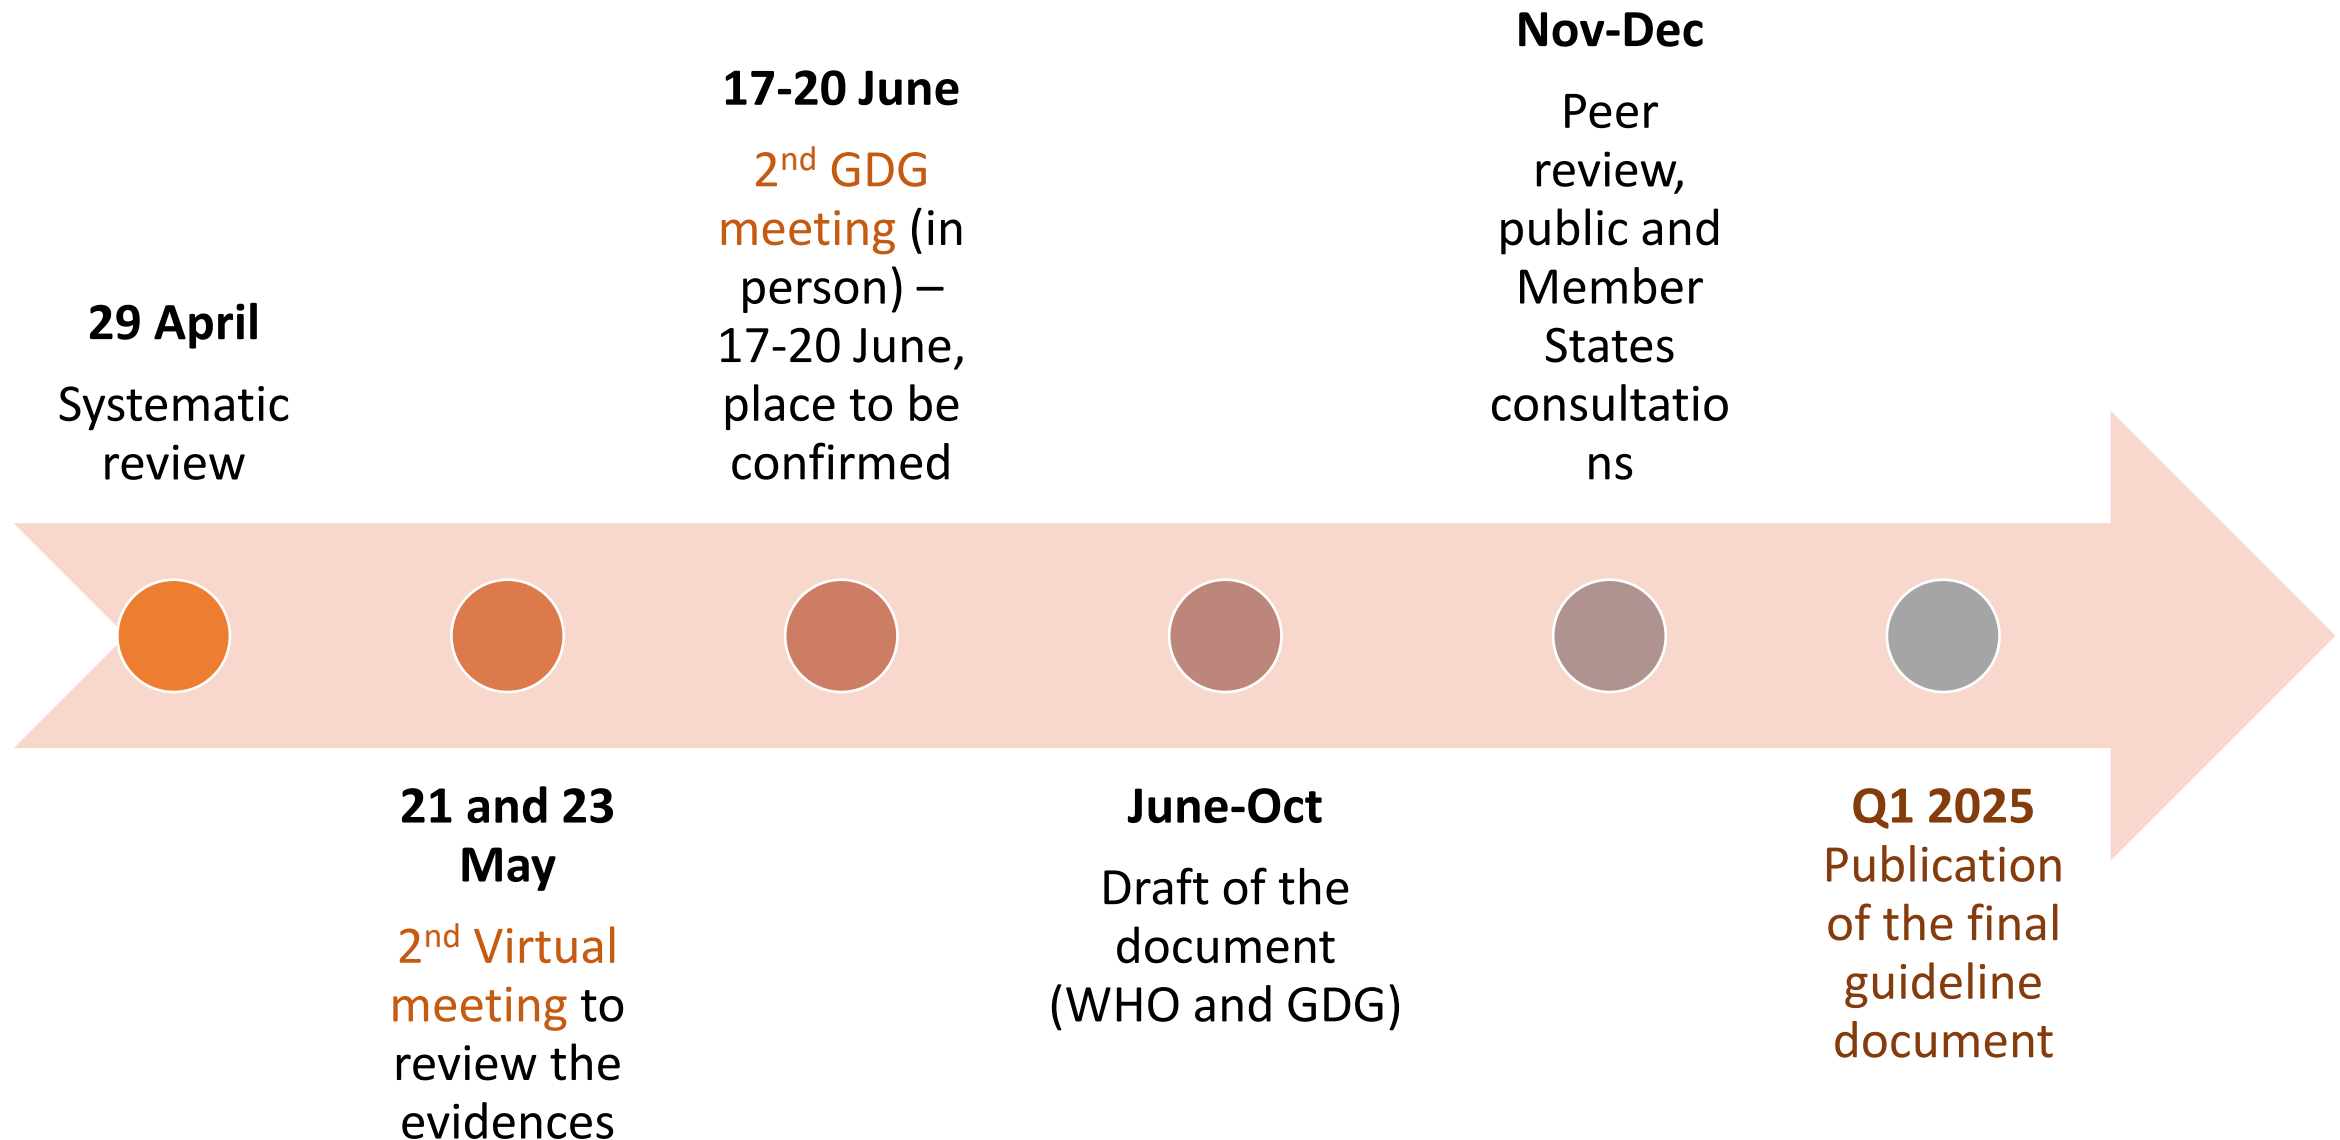 29 April
Systematic
review
21 and 23
May
2nd Virtual
meeting to
review the
evidences
17-20 June
2nd GDG
meeting (in
person) –
17-20 June,
place to be
confirmed
June-Oct
Draft of the
document
(WHO and GDG)
Nov-Dec
Peer
review,
public and
Member
States
consultatio
ns
Q1 2025
Publication
of the final
guideline
document